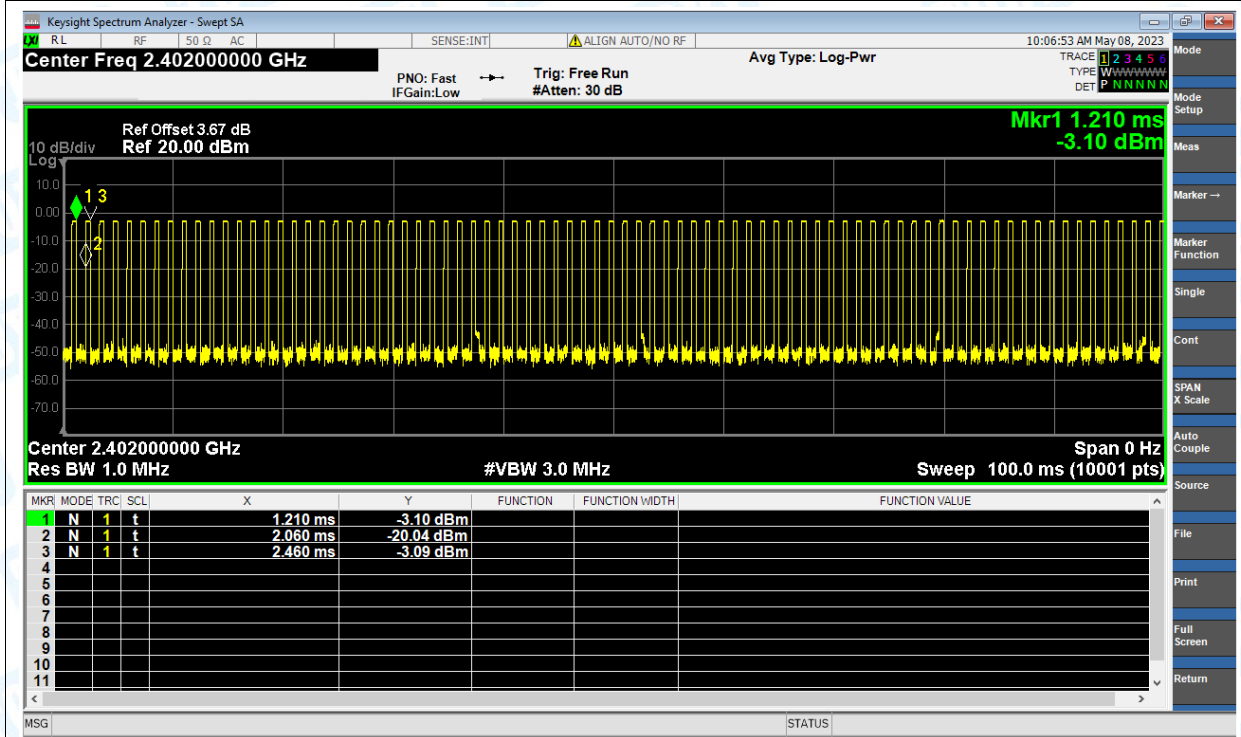 Keysight Spectrum Analyzer - Swept SA
LXI RL RF 50 Ω AC SENSE:INT ALIGN AUTO/NO RF 10:06:53 AM May 08, 2023
Center Freq 2.402000000 GHz
PNO: Fast
IFGain:Low
Trig: Free Run
#Atten: 30 dB
Avg Type: Log-Pwr
TRACE 1 2 3 4 5 6
TYPE WWWWWWW
DET P N N N N N
Mkr1 1.210 ms
-3.10 dBm
Ref Offset 3.67 dB
10 dB/div Ref 20.00 dBm
Log
10.0
0.00
-10.0
-20.0
-30.0
-40.0
-50.0
-60.0
-70.0
1 3
2
Center 2.402000000 GHz Span 0 Hz
Res BW 1.0 MHz #VBW 3.0 MHz Sweep 100.0 ms (10001 pts)
MKR MODE TRC SCL X Y FUNCTION FUNCTION WIDTH FUNCTION VALUE
1 N 1 t 1.210 ms -3.10 dBm
2 N 1 t 2.060 ms -20.04 dBm
3 N 1 t 2.460 ms -3.09 dBm
4
5
6
7
8
9
10
11
MSG STATUS
Mode
Mode
Setup
Meas
Marker →
Marker
Function
Single
Cont
SPAN
X Scale
Auto
Couple
Source
File
Print
Full
Screen
Return